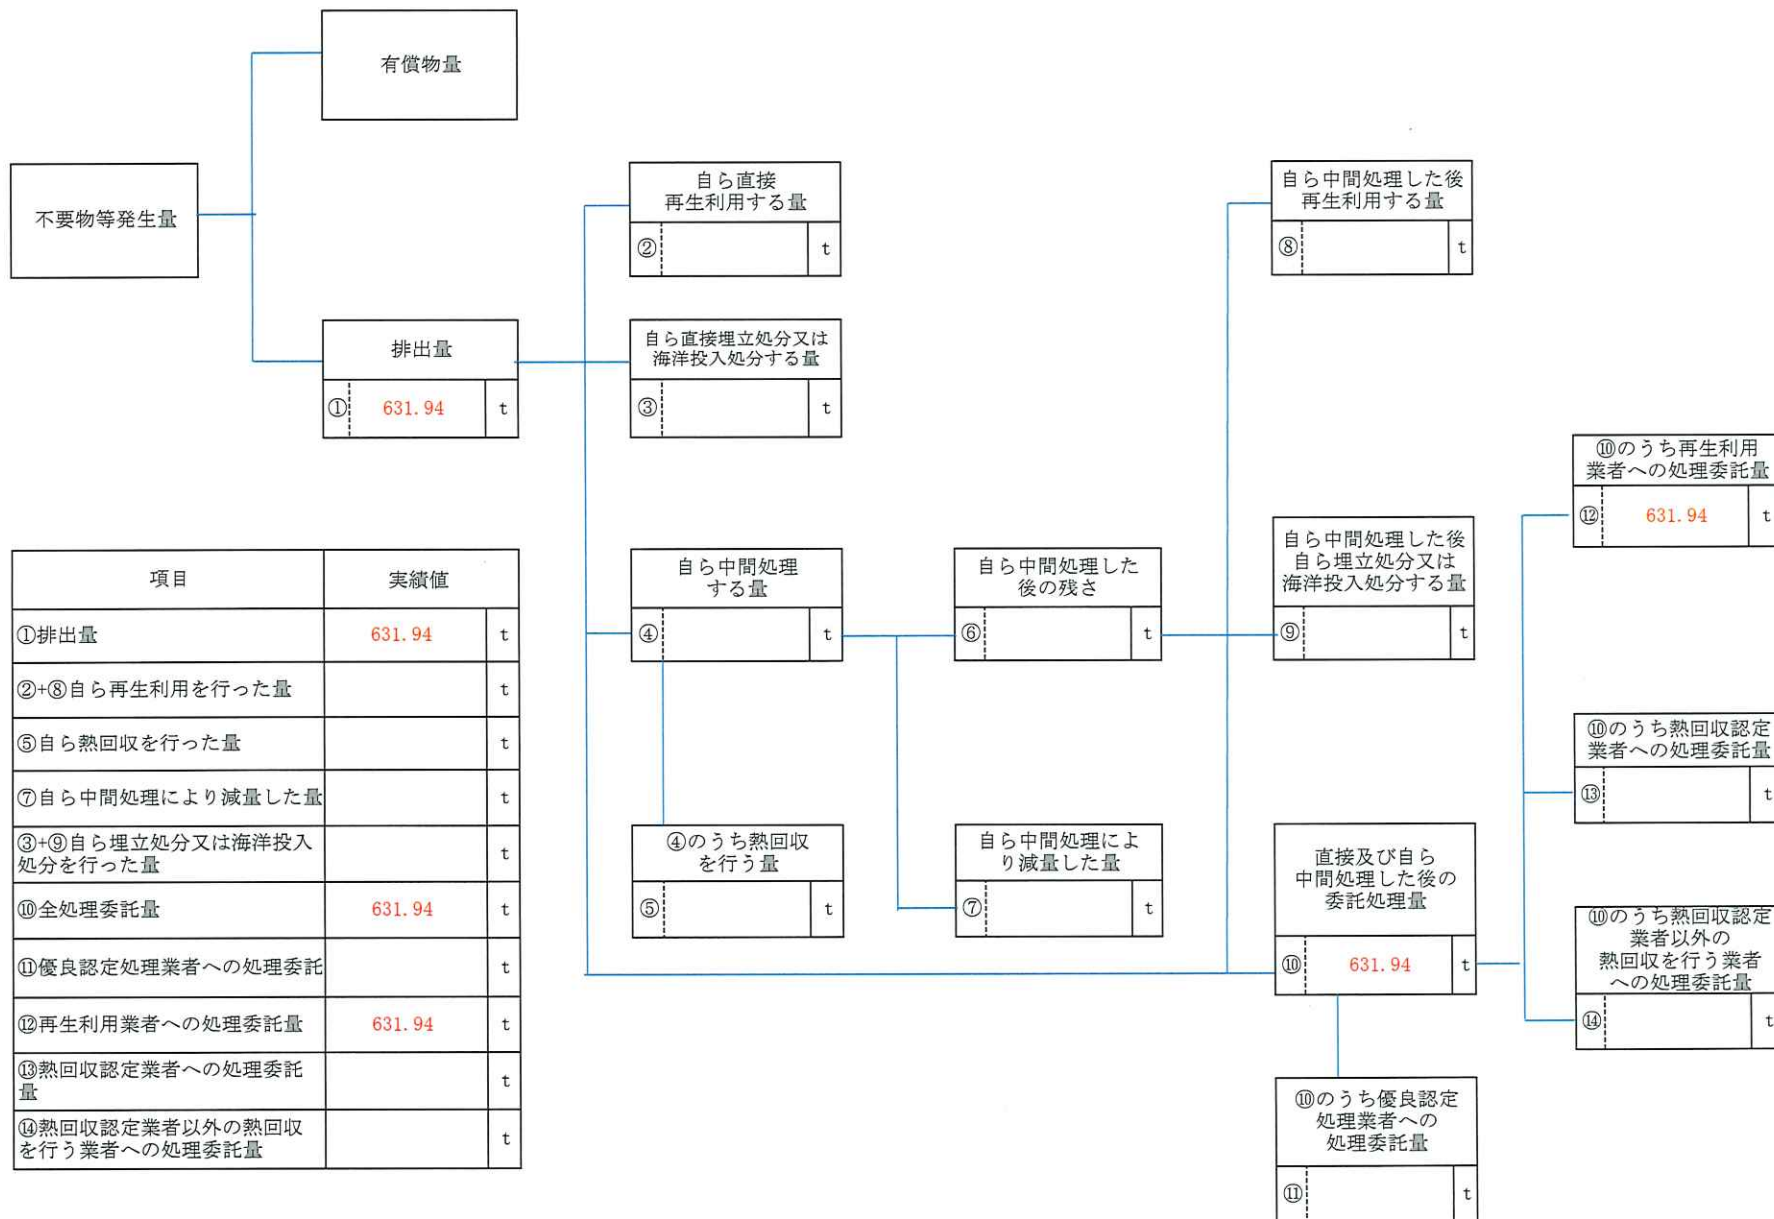 有償物量
不要物等発生量
排出量
① 631.94 t
自ら直接
再生利用する量
② t
自ら直接埋立処分又は
海洋投入処分する量
③ t
自ら中間処理
する量
④ t
④のうち熱回収
を行う量
⑤ t
自ら中間処理した
後の残さ
⑥ t
自ら中間処理によ
り減量した量
⑦ t
自ら中間処理した後
再生利用する量
⑧ t
自ら中間処理した後
自ら埋立処分又は
海洋投入処分する量
⑨ t
直接及び自ら
中間処理した後の
委託処理量
⑩ 631.94 t
⑩のうち優良認定
処理業者への
処理委託量
⑪ t
⑩のうち再生利用
業者への処理委託量
⑫ 631.94 t
⑩のうち熱回収認定
業者への処理委託量
⑬ t
⑩のうち熱回収認定
業者以外の
熱回収を行う業者
への処理委託量
⑭ t
項目 実績値
①排出量 631.94 t
②+⑧自ら再生利用を行った量 t
⑤自ら熱回収を行った量 t
⑦自ら中間処理により減量した量 t
③+⑨自ら埋立処分又は海洋投入
処分を行った量 t
⑩全処理委託量 631.94 t
⑪優良認定処理業者への処理委託 t
⑫再生利用業者への処理委託量 631.94 t
⑬熱回収認定業者への処理委託
量 t
⑭熱回収認定業者以外の熱回収
を行う業者への処理委託量 t